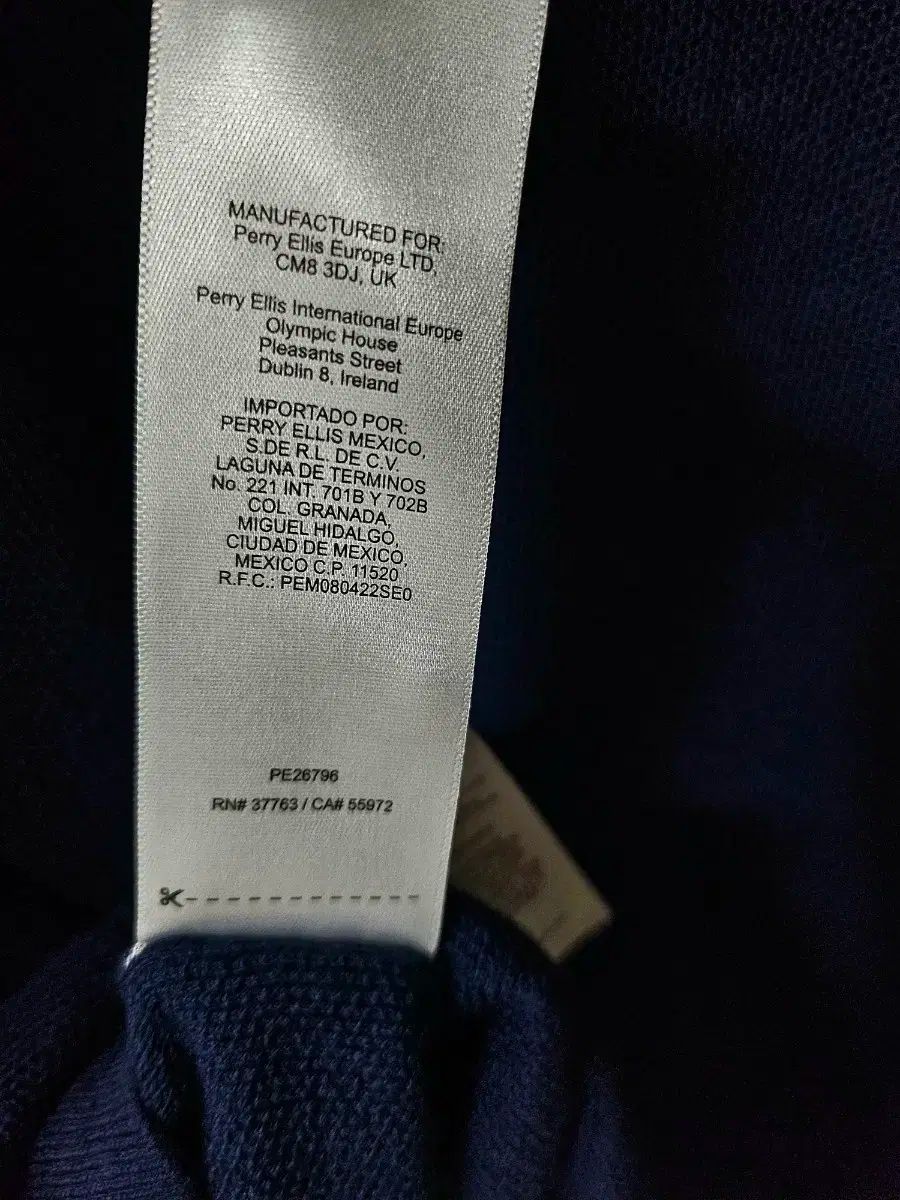 MANUFACTURED FOR
Perry Ellis Europe LTD,
CM8 3DJ, UK
Perry Ellis International Europe
Olympic House
Pleasants Street
Dublin 8, Ireland
IMPORTADO POR:
PERRY ELLIS MEXICO,
S.DE R.L. DE C.V.
LAGUNA DE TERMINOS
No. 221 INT. 701B Y 702B
COL. GRANADA,
MIGUEL HIDALGO,
CIUDAD DE MEXICO,
MEXICO C.P. 11520
R.F.C.: PEM080422SE0
PE26796
RN# 37763 / CA# 55972